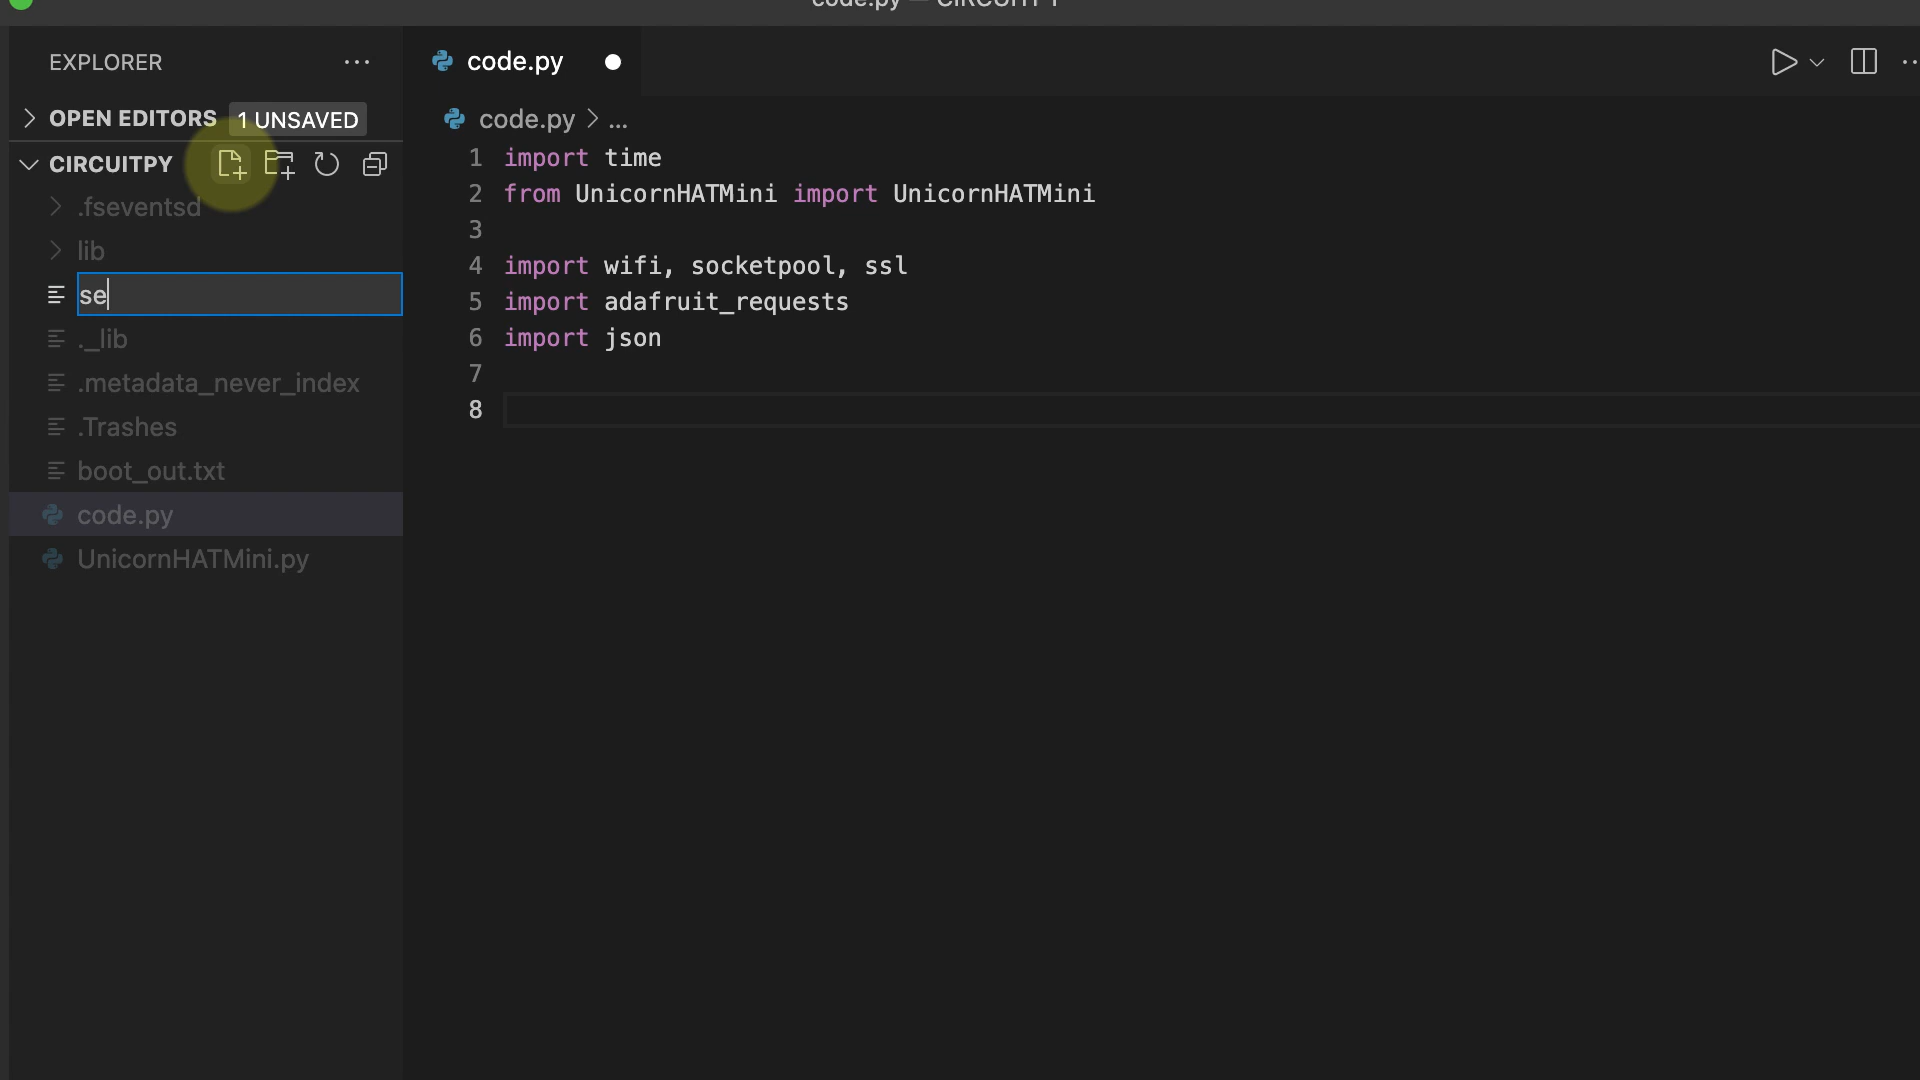 EXPLORER
OPEN EDITORS 1 UNSAVED
CIRCUITPY
.fseventsd
lib
se
._lib
.metadata_never_index
.Trashes
boot_out.txt
code.py
UnicornHATMini.py
code.py
code.py > ...
1 import time
2 from UnicornHATMini import UnicornHATMini
3
4 import wifi, socketpool, ssl
5 import adafruit_requests
6 import json
7
8